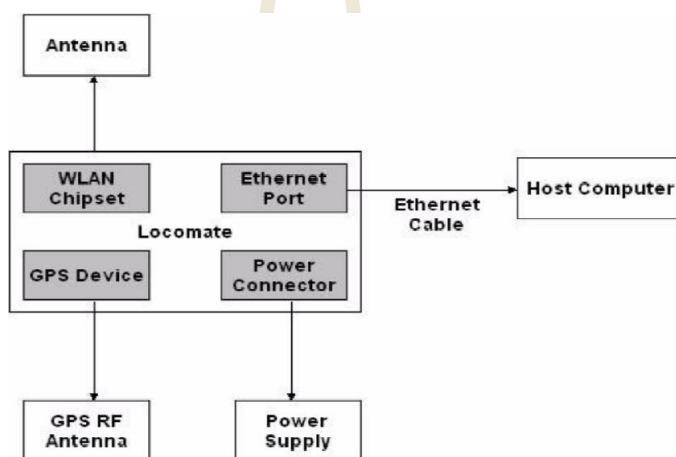 Antenna
WLAN
Chipset
Ethernet
Port
Locomate
GPS Device
Power
Connector
Ethernet
Cable
Host Computer
GPS RF
Antenna
Power
Supply